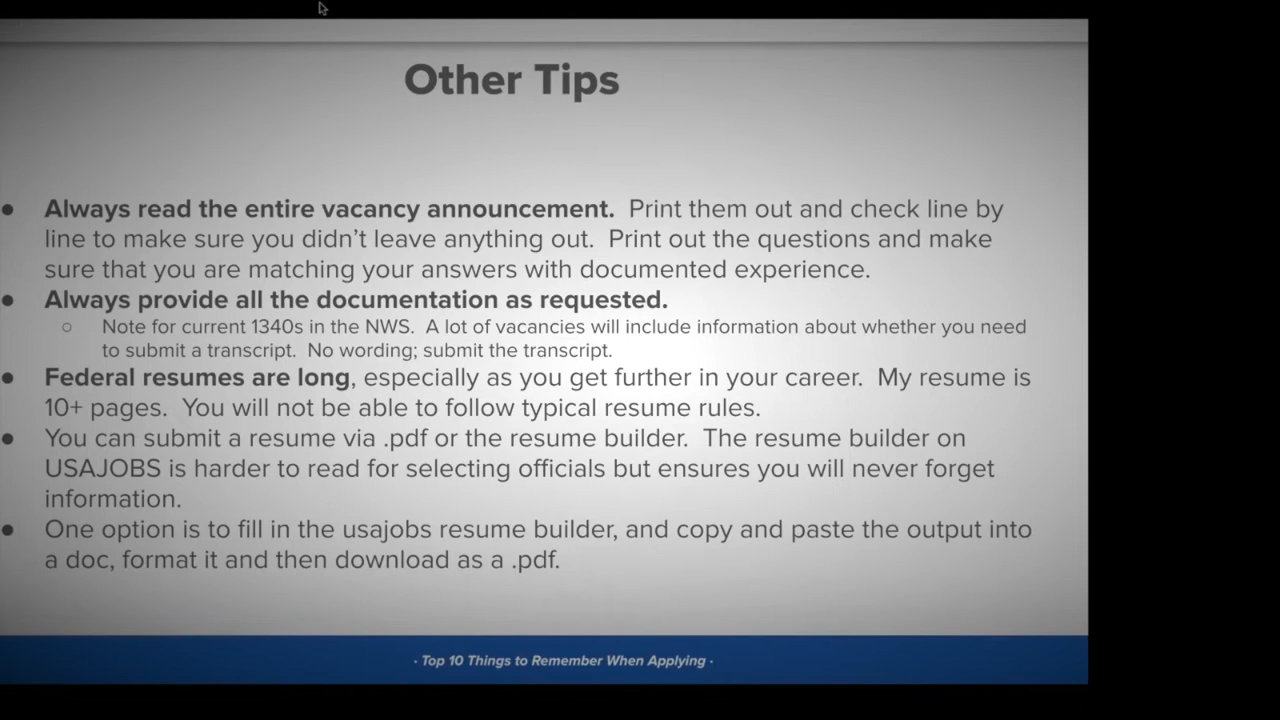 Other Tips
● Always read the entire vacancy announcement.  Print them out and check line by
line to make sure you didn’t leave anything out.  Print out the questions and make
sure that you are matching your answers with documented experience.
● Always provide all the documentation as requested.
○ Note for current 1340s in the NWS.  A lot of vacancies will include information about whether you need
to submit a transcript.  No wording; submit the transcript.
● Federal resumes are long, especially as you get further in your career.  My resume is
10+ pages.  You will not be able to follow typical resume rules.
● You can submit a resume via .pdf or the resume builder.  The resume builder on
USAJOBS is harder to read for selecting officials but ensures you will never forget
information.
● One option is to fill in the usajobs resume builder, and copy and paste the output into
a doc, format it and then download as a .pdf.
· Top 10 Things to Remember When Applying ·